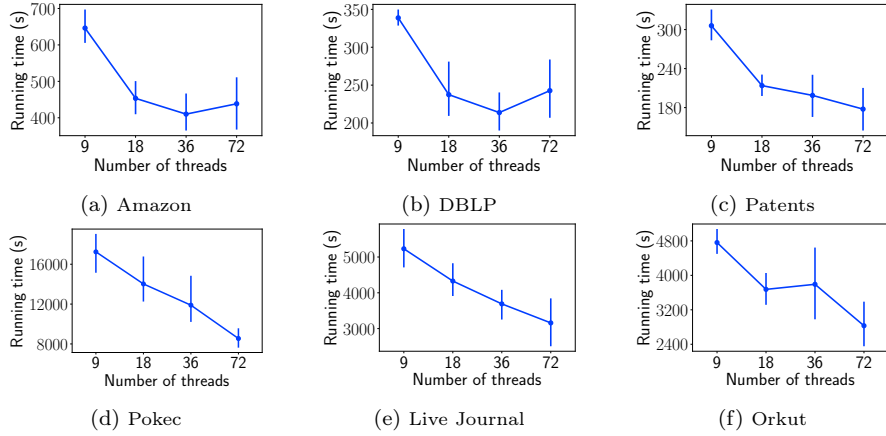 700
600
500
400
Running time (s)
9 18 36 72
Number of threads
(a) Amazon
350
300
250
200
Running time (s)
9 18 36 72
Number of threads
(b) DBLP
300
240
180
Running time (s)
9 18 36 72
Number of threads
(c) Patents
16000
12000
8000
Running time (s)
9 18 36 72
Number of threads
(d) Pokec
5000
4000
3000
Running time (s)
9 18 36 72
Number of threads
(e) Live Journal
4800
4000
3200
2400
Running time (s)
9 18 36 72
Number of threads
(f) Orkut